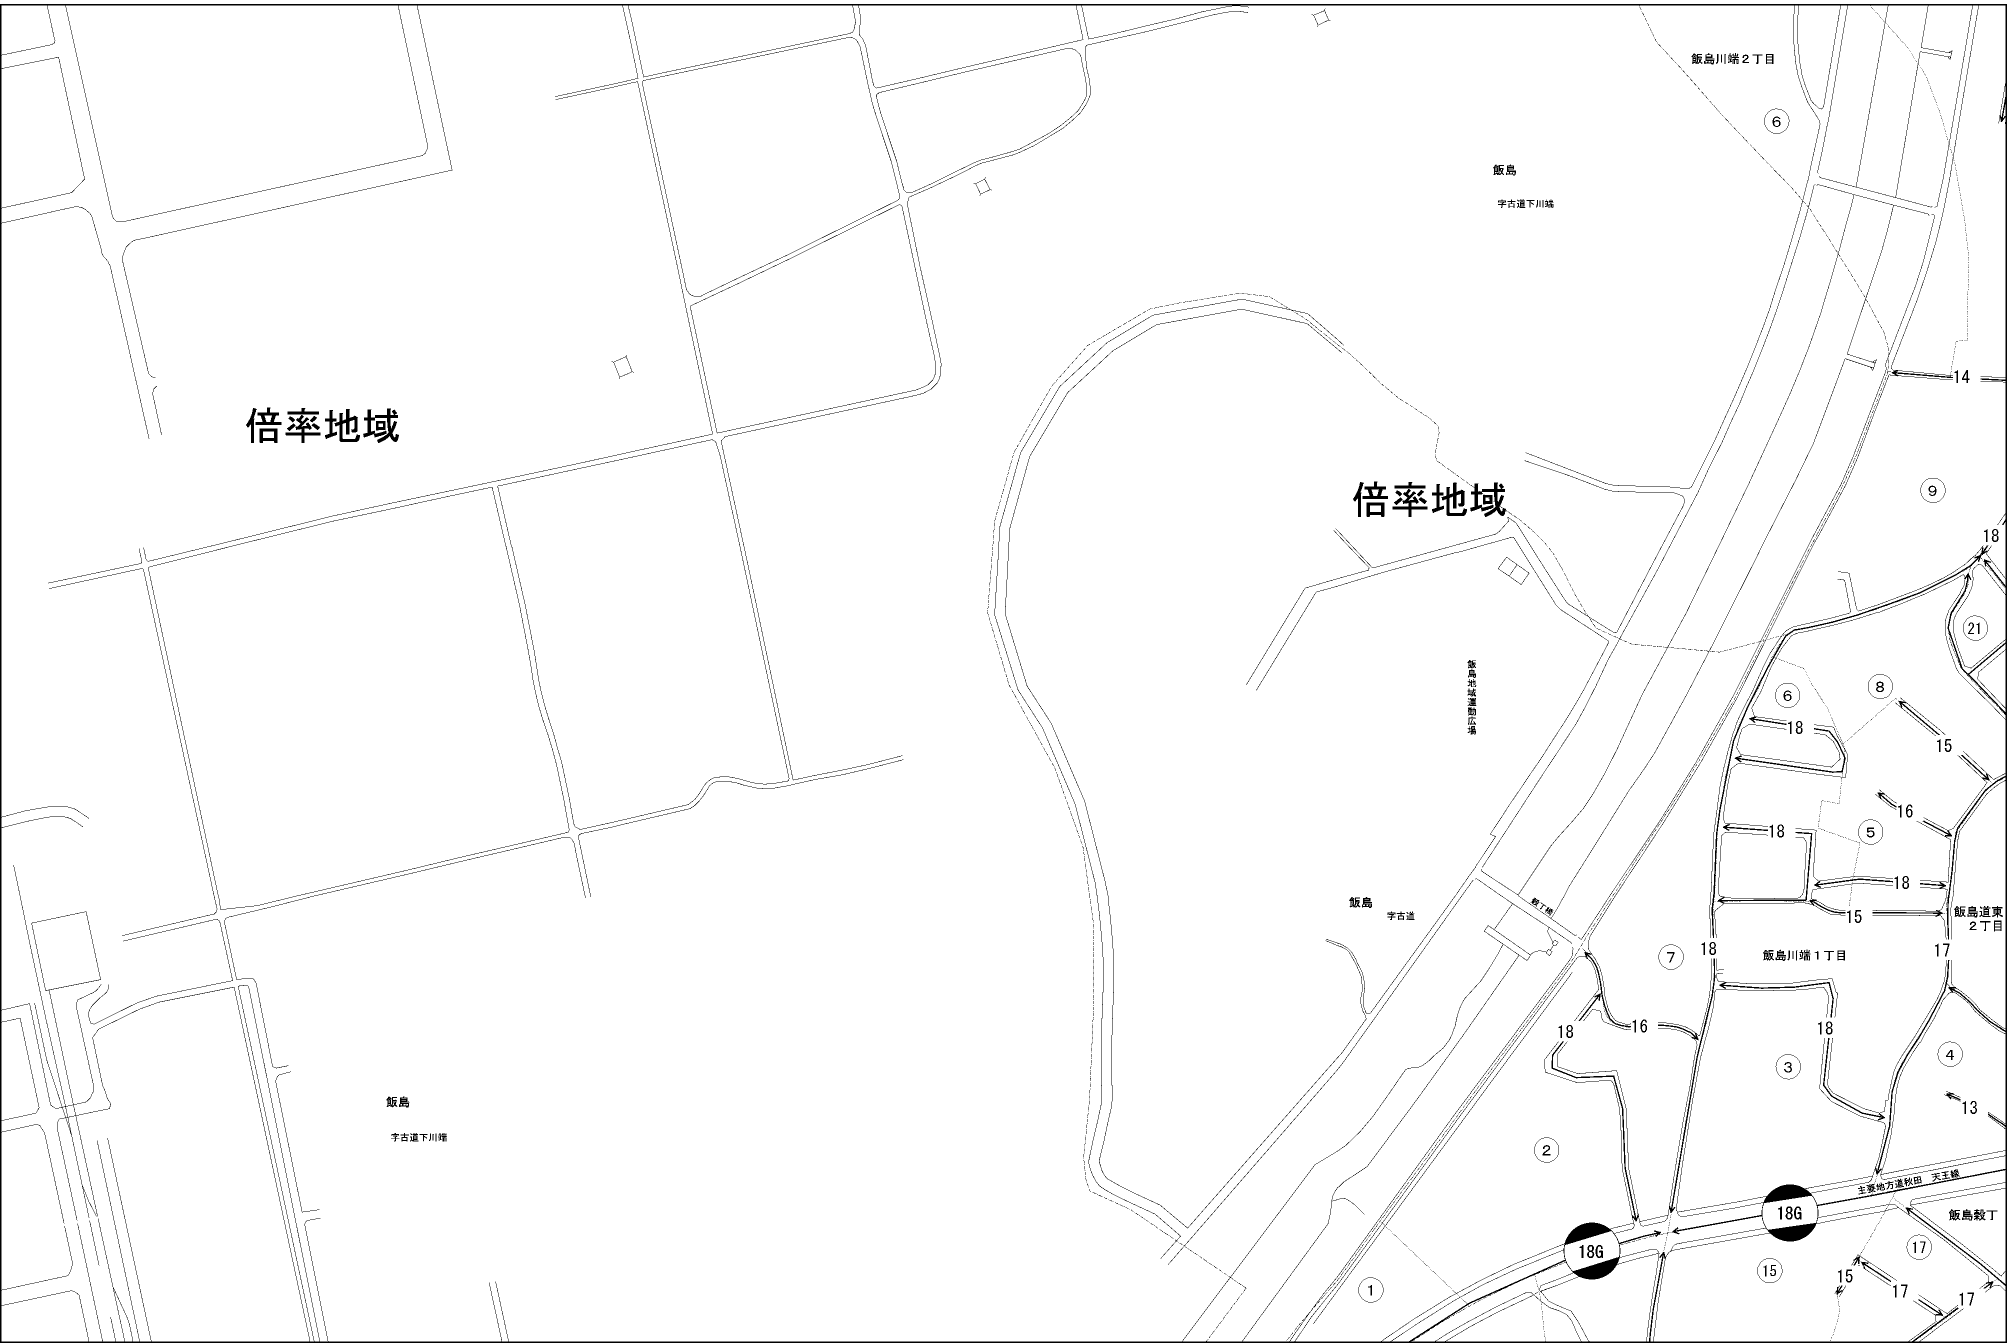 飯島川端２丁目
6
飯島
字古道下川端
14
倍率地域
倍率地域
9
18
21
飯島地域運動広場
6
8
18
15
16
18
5
18
15
飯島道東
２丁目
飯島
字古道
穀丁橋
18
17
7
飯島川端１丁目
18
16
18
3
4
飯島
字古道下川端
13
2
主要地方道秋田　天王線
18G
飯島穀丁
18G
17
15
1
15
17
17